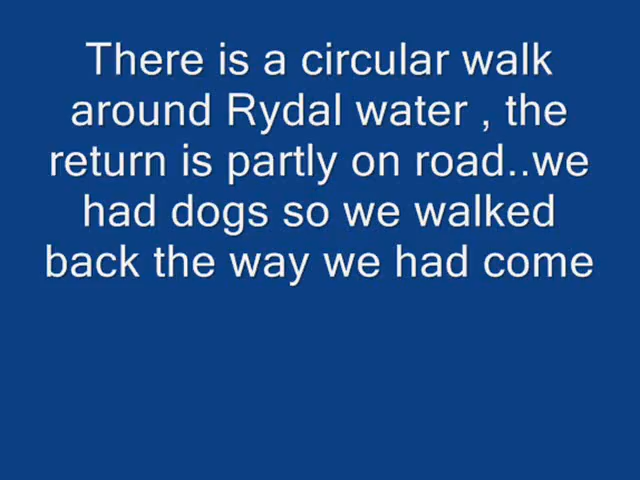 There is a circular walk
around Rydal water , the
return is partly on road..we
had dogs so we walked
back the way we had come